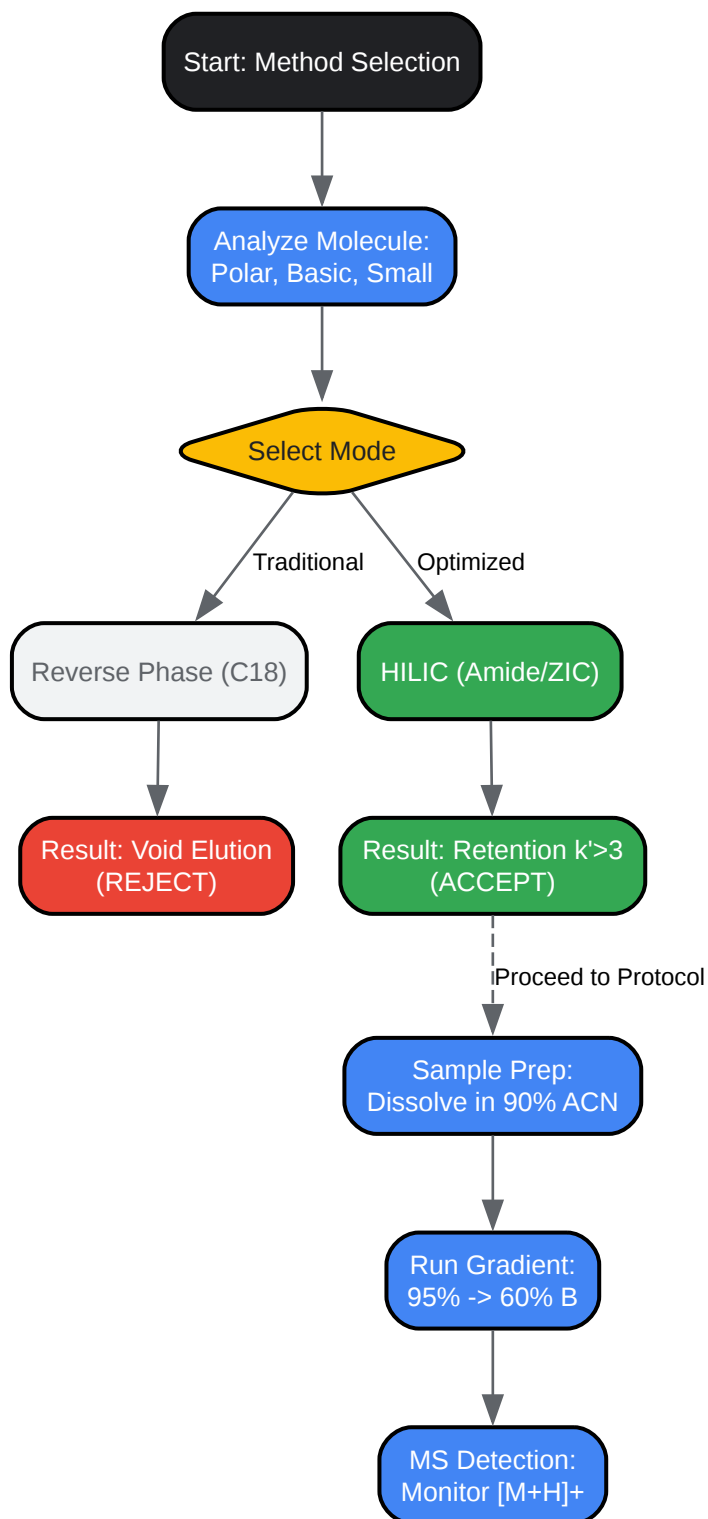 Start: Method Selection
Analyze Molecule:
Polar, Basic, Small
Select Mode
Traditional
Optimized
Reverse Phase (C18)
HILIC (Amide/ZIC)
Result: Void Elution
(REJECT)
Result: Retention k'>3
(ACCEPT)
Proceed to Protocol
Sample Prep:
Dissolve in 90% ACN
Run Gradient:
95% -> 60% B
MS Detection:
Monitor [M+H]+